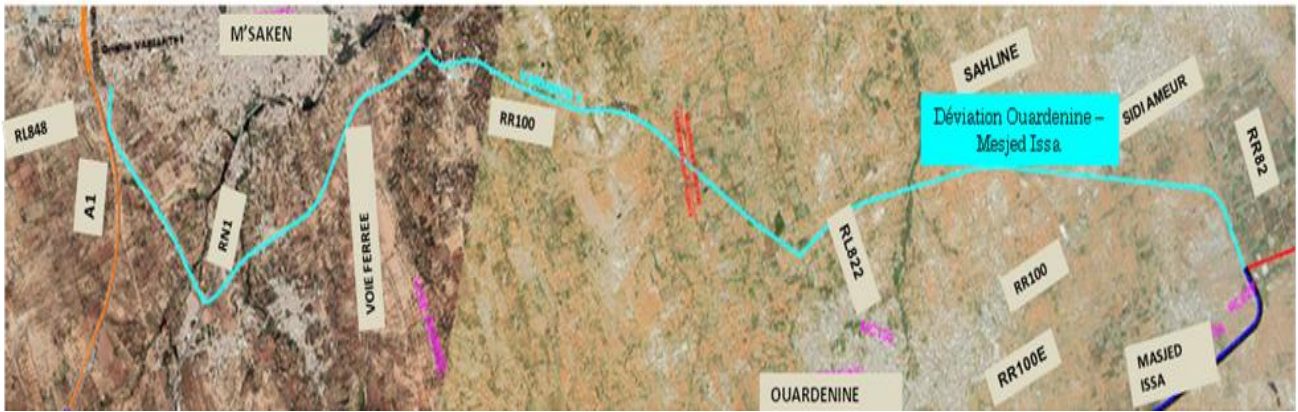 M'SAKEN
RL848
A1
RN1
VOIE FERREE
RR100
SAHLINE
SIDI AMEUR
Déviation Ouardenine –
Mesjed Issa
RR82
RL822
RR100
RR100E
OUARDENINE
MASJED
ISSA